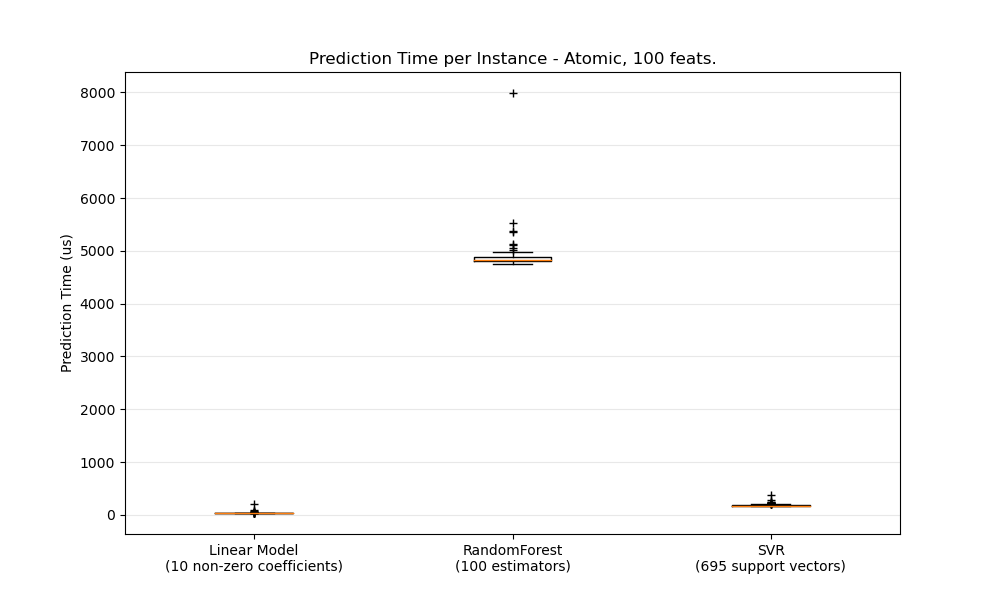 Prediction Time per Instance - Atomic, 100 feats.
Prediction Time (us)
8000
7000
6000
5000
4000
3000
2000
1000
0
Linear Model
(10 non-zero coefficients)
RandomForest
(100 estimators)
SVR
(695 support vectors)